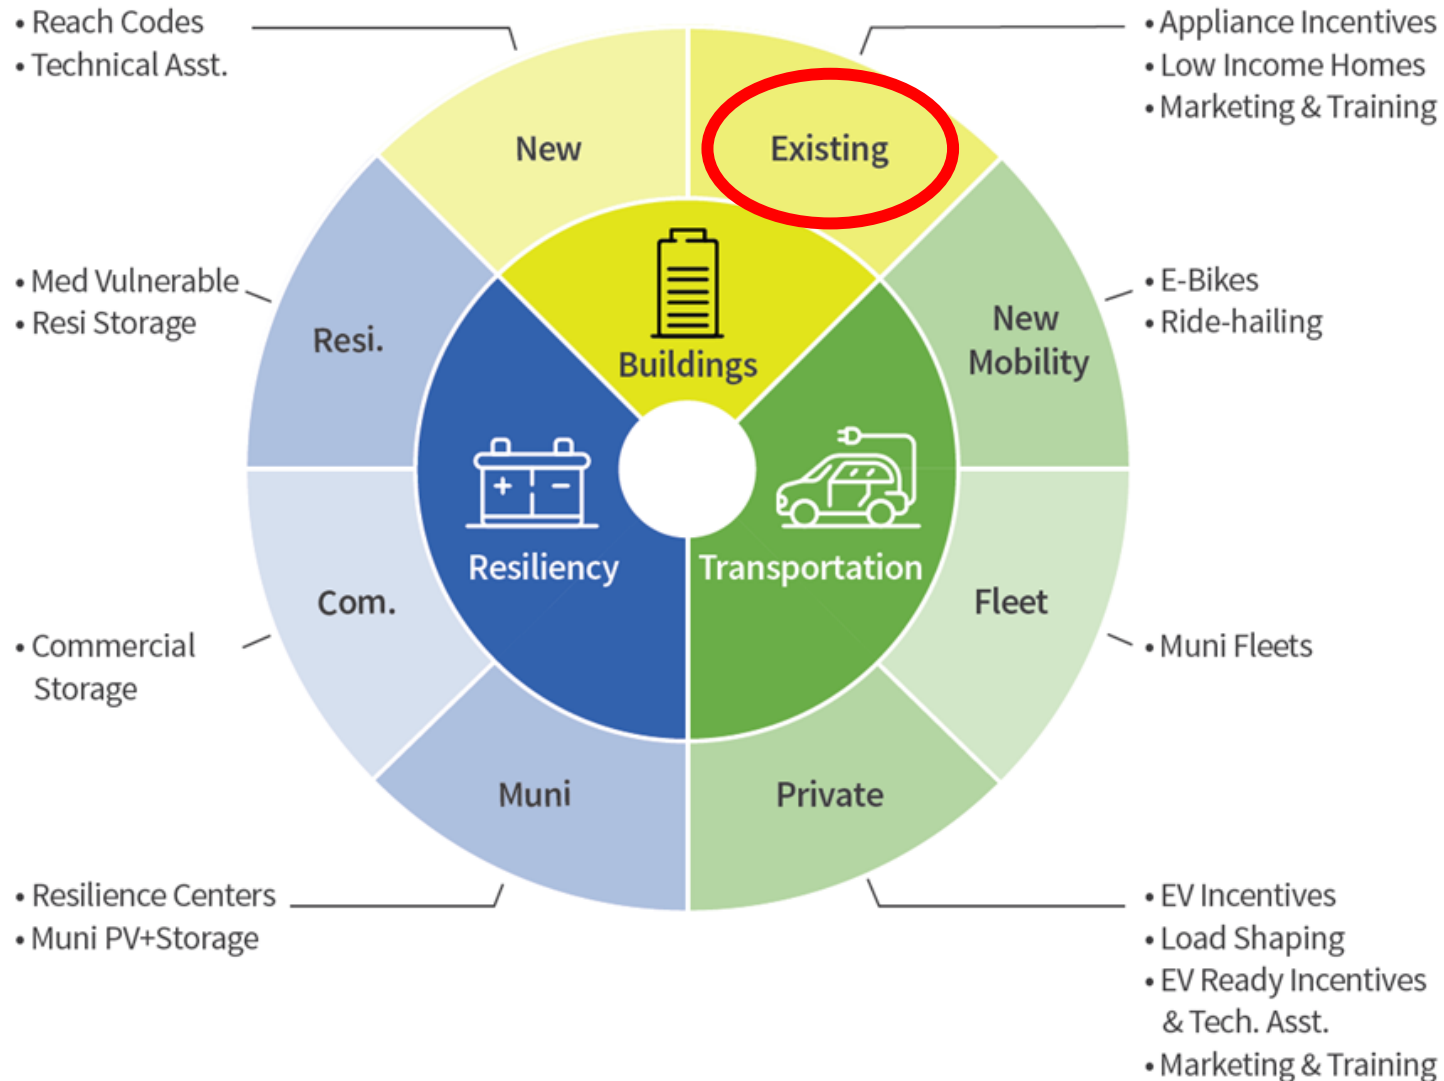 • Reach Codes
• Technical Asst.
• Appliance Incentives
• Low Income Homes
• Marketing & Training
New
Existing
• Med Vulnerable
• Resi Storage
Resi.
Buildings
New
Mobility
• E-Bikes
• Ride-hailing
+
−
Resiliency
Transportation
Com.
Fleet
• Commercial
Storage
• Muni Fleets
Muni
Private
• Resilience Centers
• Muni PV+Storage
• EV Incentives
• Load Shaping
• EV Ready Incentives
& Tech. Asst.
• Marketing & Training